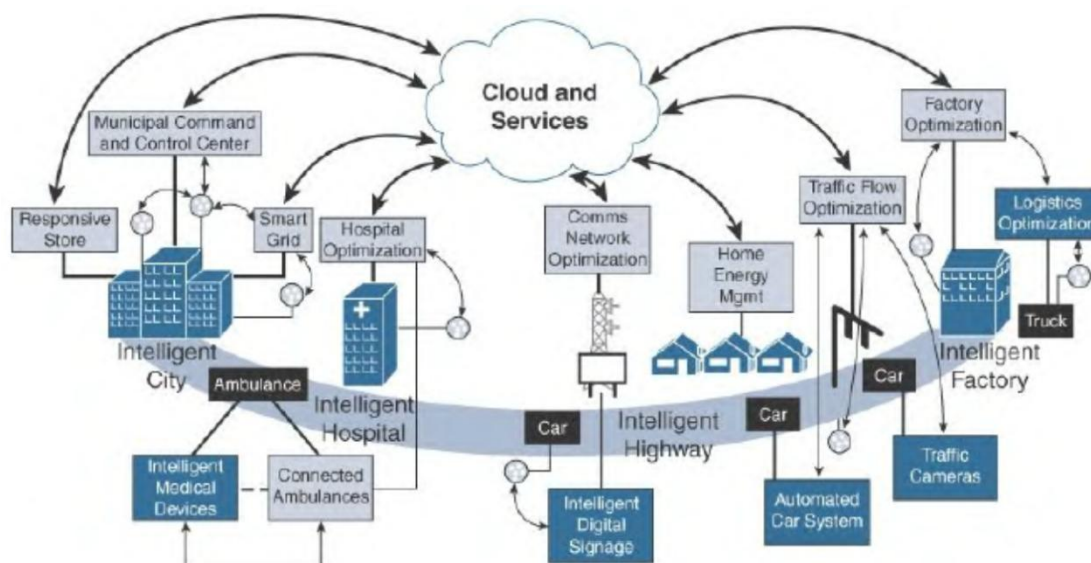 Cloud and
Services
Municipal Command
and Control Center
Factory
Optimization
Responsive
Store
Smart
Grid
Hospital
Optimization
Comms
Network
Optimization
Home
Energy
Mgmt
Traffic Flow
Optimization
Logistics
Optimization
Truck
Intelligent
City
Ambulance
Intelligent
Hospital
Car
Intelligent
Highway
Car
Car
Intelligent
Factory
Intelligent
Medical
Devices
Connected
Ambulances
Intelligent
Digital
Signage
Automated
Car System
Traffic
Cameras